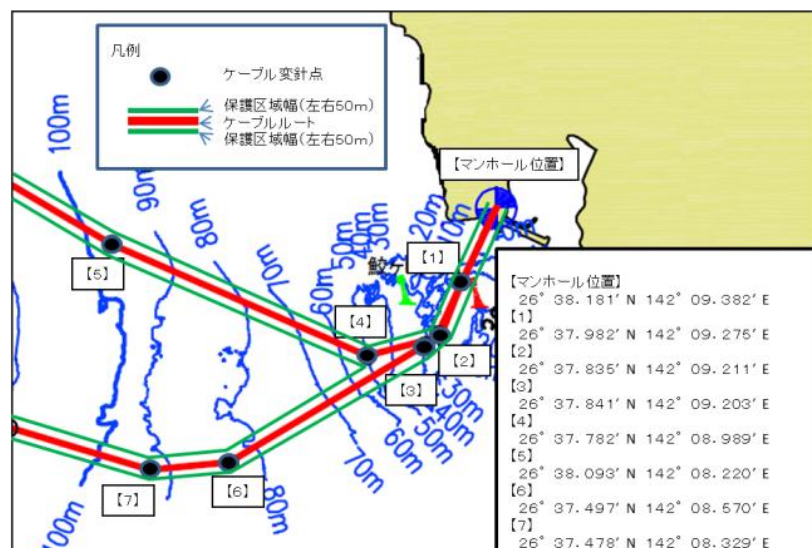 凡例
ケーブル変針点
保護区域幅(左右50m)
ケーブルルート
保護区域幅(左右50m)
100m
90m
80m
70m
60m
50m
40m
30m
20m
10m
【マンホール位置】
鮫ヶ
【1】
【2】
【3】
【4】
【5】
【6】
【7】
30m
40m
50m
60m
70m
80m
100m
【マンホール位置】
26° 38.181′ N 142° 09.382′ E
【1】
26° 37.982′ N 142° 09.275′ E
【2】
26° 37.835′ N 142° 09.211′ E
【3】
26° 37.841′ N 142° 09.203′ E
【4】
26° 37.782′ N 142° 08.989′ E
【5】
26° 38.093′ N 142° 08.220′ E
【6】
26° 37.497′ N 142° 08.570′ E
【7】
26° 37.478′ N 142° 08.329′ E